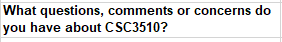 What questions, comments or concerns do
you have about CSC3510?